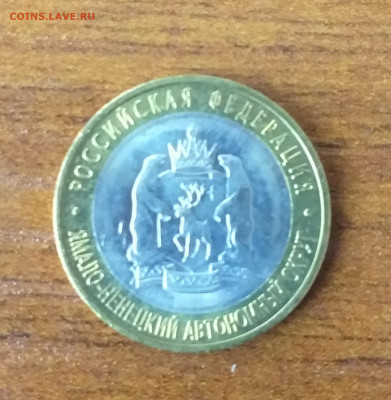 COINS.LAVE.RU
РОССИЙСКАЯ ФЕДЕРАЦИЯ
ЯМАЛО-НЕНЕЦКИЙ АВТОНОМНЫЙ ОКРУГ